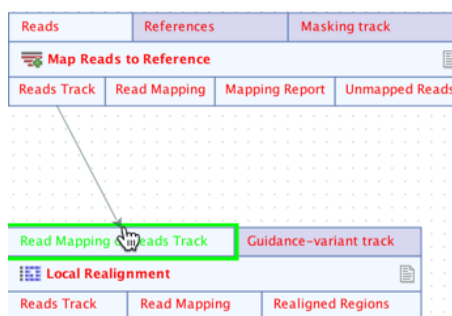 Reads References Masking track
Map Reads to Reference
Reads Track Read Mapping Mapping Report Unmapped Reads
Read Mapping Reads Track Guidance-variant track
Local Realignment
Reads Track Read Mapping Realigned Regions